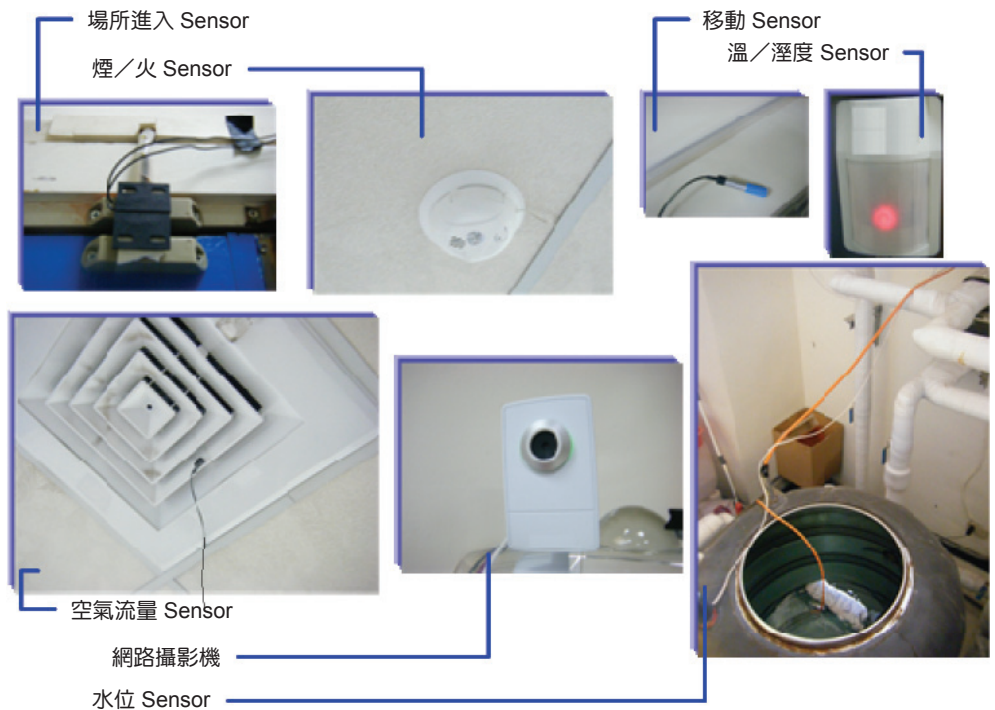 場所進入 Sensor
煙／火 Sensor
移動 Sensor
溫／溼度 Sensor
空氣流量 Sensor
網路攝影機
水位 Sensor